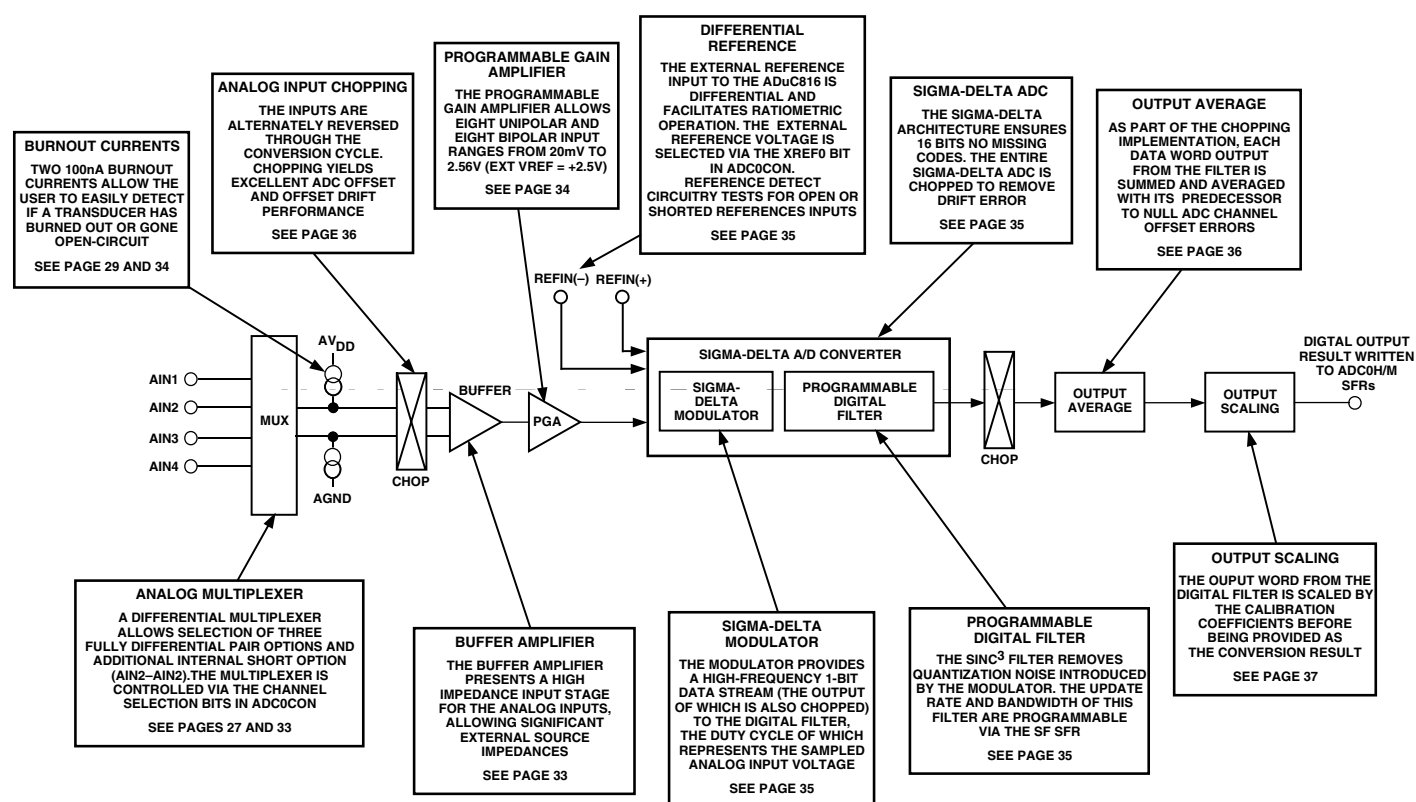 BURNOUT CURRENTS
TWO 100nA BURNOUT
CURRENTS ALLOW THE
USER TO EASILY DETECT
IF A TRANSDUCER HAS
BURNED OUT OR GONE
OPEN-CIRCUIT
SEE PAGE 29 AND 34
ANALOG INPUT CHOPPING
THE INPUTS ARE
ALTERNATELY REVERSED
THROUGH THE
CONVERSION CYCLE.
CHOPPING YIELDS
EXCELLENT ADC OFFSET
AND OFFSET DRIFT
PERFORMANCE
SEE PAGE 36
PROGRAMMABLE GAIN
AMPLIFIER
THE PROGRAMMABLE
GAIN AMPLIFIER ALLOWS
EIGHT UNIPOLAR AND
EIGHT BIPOLAR INPUT
RANGES FROM 20mV TO
2.56V (EXT VREF = +2.5V)
SEE PAGE 34
DIFFERENTIAL
REFERENCE
THE EXTERNAL REFERENCE
INPUT TO THE ADuC816 IS
DIFFERENTIAL AND
FACILITATES RATIOMETRIC
OPERATION. THE EXTERNAL
REFERENCE VOLTAGE IS
SELECTED VIA THE XREF0 BIT
IN ADC0CON.
REFERENCE DETECT
CIRCUITRY TESTS FOR OPEN OR
SHORTED REFERENCES INPUTS
SEE PAGE 35
SIGMA-DELTA ADC
THE SIGMA-DELTA
ARCHITECTURE ENSURES
16 BITS NO MISSING
CODES. THE ENTIRE
SIGMA-DELTA ADC IS
CHOPPED TO REMOVE
DRIFT ERROR
SEE PAGE 35
OUTPUT AVERAGE
AS PART OF THE CHOPPING
IMPLEMENTATION, EACH
DATA WORD OUTPUT
FROM THE FILTER IS
SUMMED AND AVERAGED
WITH ITS PREDECESSOR
TO NULL ADC CHANNEL
OFFSET ERRORS
SEE PAGE 36
REFIN(–) REFIN(+)
AIN1
AIN2
AIN3
AIN4
MUX
AVDD
AGND
CHOP
BUFFER
PGA
SIGMA-DELTA A/D CONVERTER
SIGMA-
DELTA
MODULATOR
PROGRAMMABLE
DIGITAL
FILTER
CHOP
OUTPUT
AVERAGE
OUTPUT
SCALING
DIGTAL OUTPUT
RESULT WRITTEN
TO ADC0H/M
SFRs
ANALOG MULTIPLEXER
A DIFFERENTIAL MULTIPLEXER
ALLOWS SELECTION OF THREE
FULLY DIFFERENTIAL PAIR OPTIONS AND
ADDITIONAL INTERNAL SHORT OPTION
(AIN2–AIN2).THE MULTIPLEXER IS
CONTROLLED VIA THE CHANNEL
SELECTION BITS IN ADC0CON
SEE PAGES 27 AND 33
BUFFER AMPLIFIER
THE BUFFER AMPLIFIER
PRESENTS A HIGH
IMPEDANCE INPUT STAGE
FOR THE ANALOG INPUTS,
ALLOWING SIGNIFICANT
EXTERNAL SOURCE
IMPEDANCES
SEE PAGE 33
SIGMA-DELTA
MODULATOR
THE MODULATOR PROVIDES
A HIGH-FREQUENCY 1-BIT
DATA STREAM (THE OUTPUT
OF WHICH IS ALSO CHOPPED)
TO THE DIGITAL FILTER,
THE DUTY CYCLE OF WHICH
REPRESENTS THE SAMPLED
ANALOG INPUT VOLTAGE
SEE PAGE 35
PROGRAMMABLE
DIGITAL FILTER
THE SINC3 FILTER REMOVES
QUANTIZATION NOISE INTRODUCED
BY THE MODULATOR. THE UPDATE
RATE AND BANDWIDTH OF THIS
FILTER ARE PROGRAMMABLE
VIA THE SF SFR
SEE PAGE 35
OUTPUT SCALING
THE OUPUT WORD FROM THE
DIGITAL FILTER IS SCALED BY
THE CALIBRATION
COEFFICIENTS BEFORE
BEING PROVIDED AS
THE CONVERSION RESULT
SEE PAGE 37